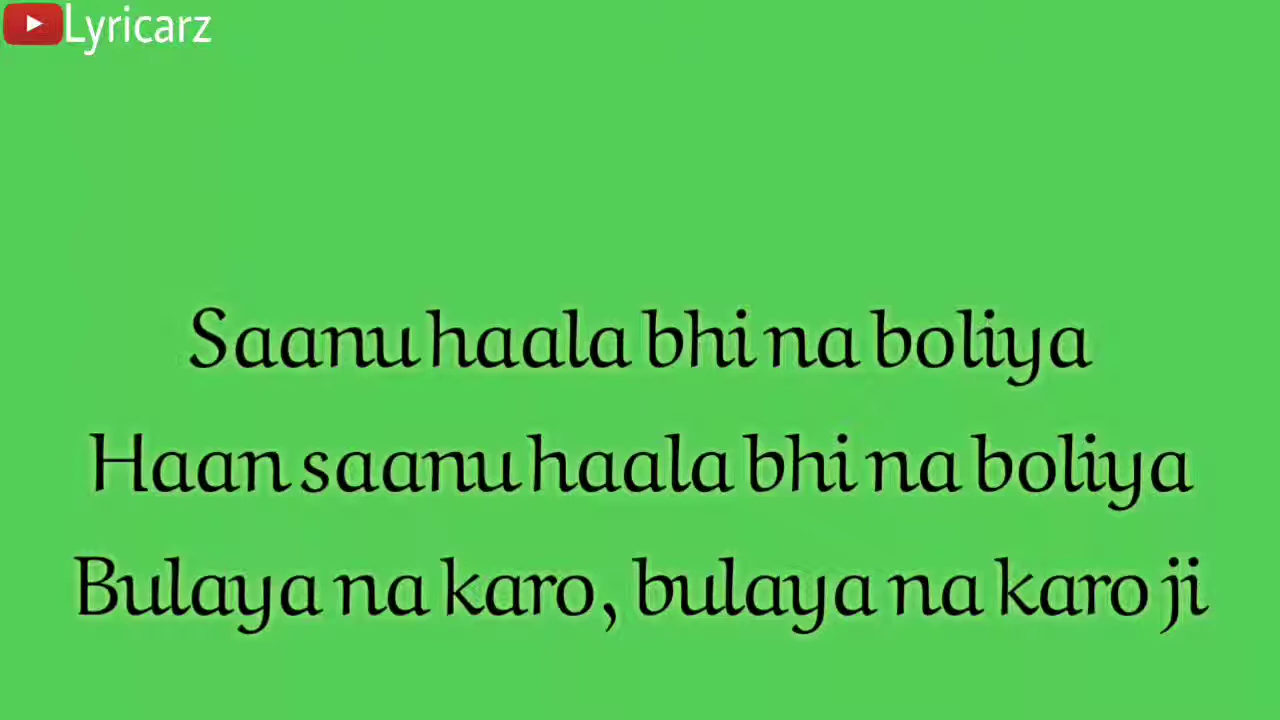 Lyricarz
Saanu haala bhi na boliya
Haan saanu haala bhi na boliya
Bulaya na karo, bulaya na karo ji